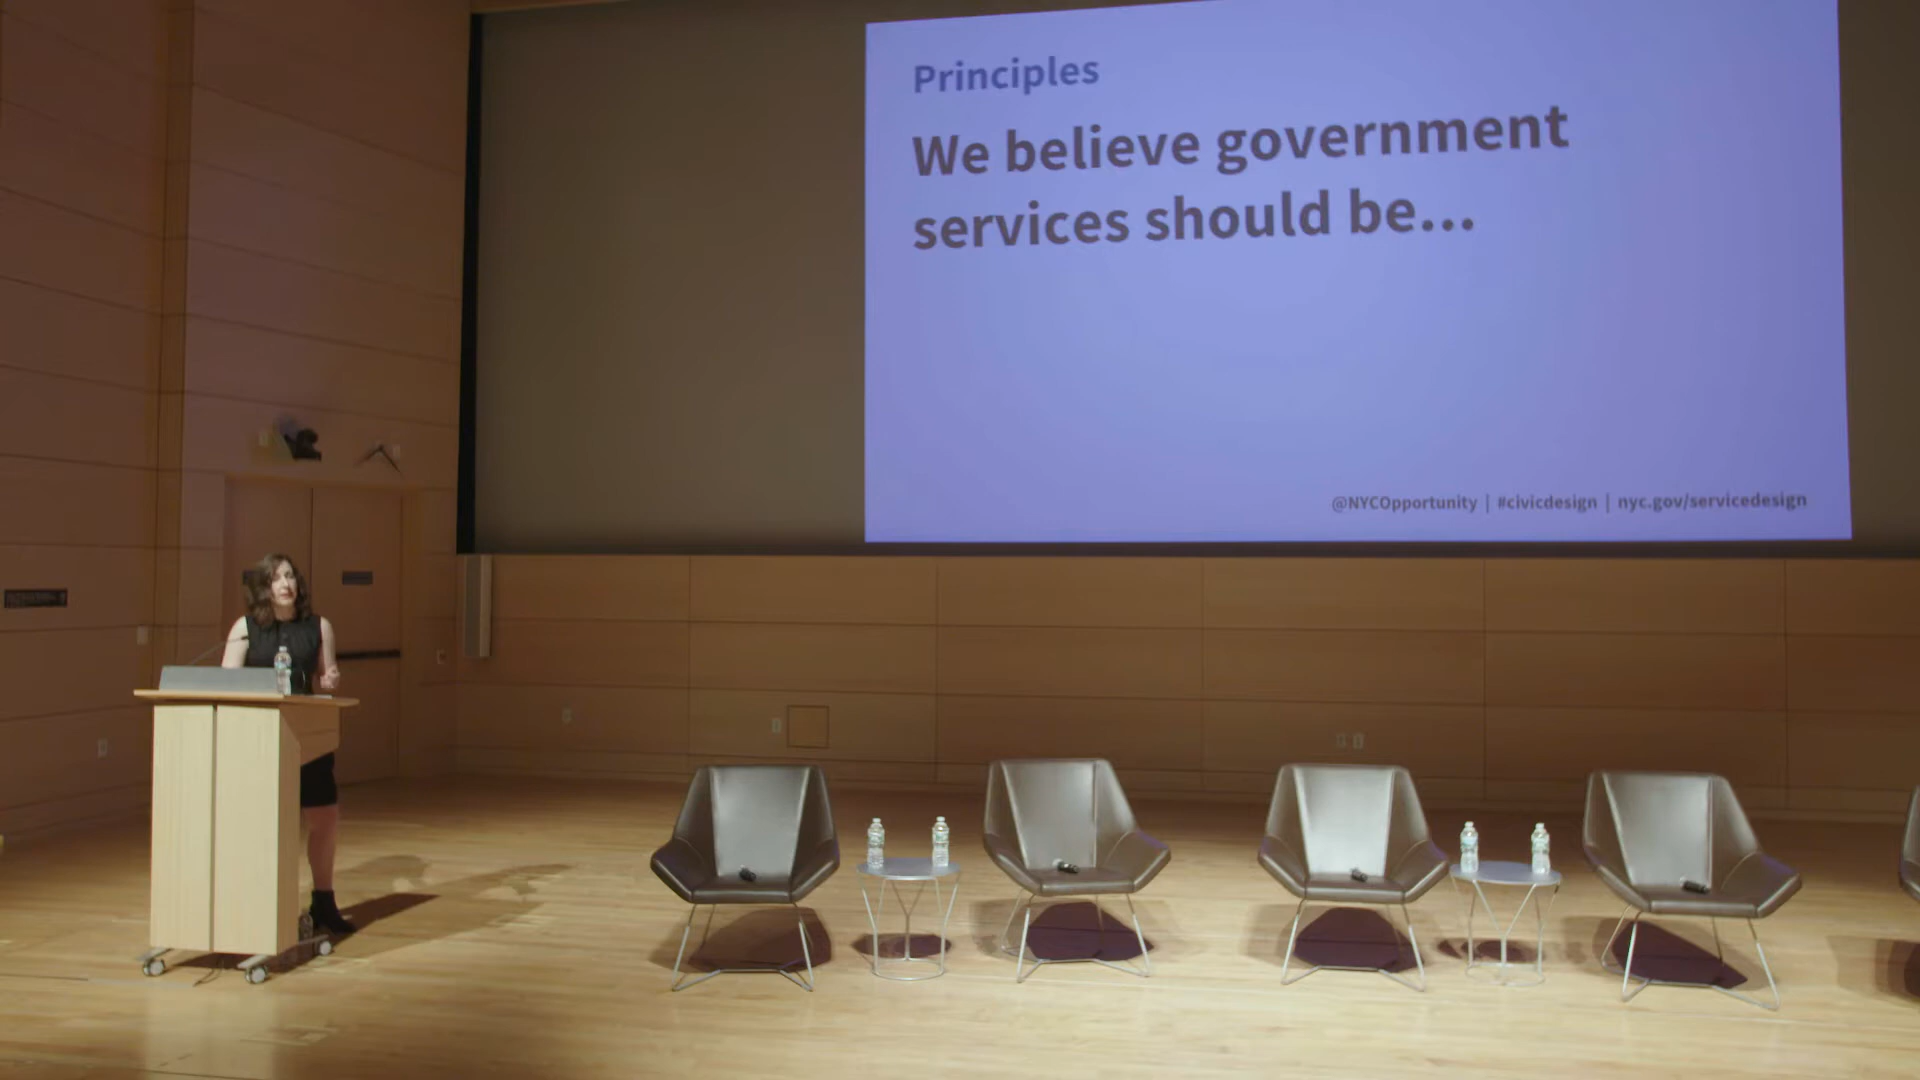 Principles
We believe government
services should be...
@NYCOpportunity | #civicdesign | nyc.gov/servicedesign